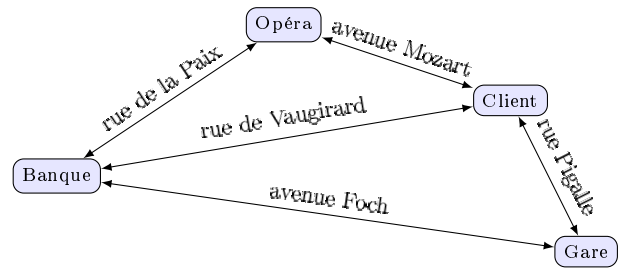 Opéra
avenue Mozart
rue de la Paix
Client
rue de Vaugirard
rue Pigalle
Banque
avenue Foch
Gare